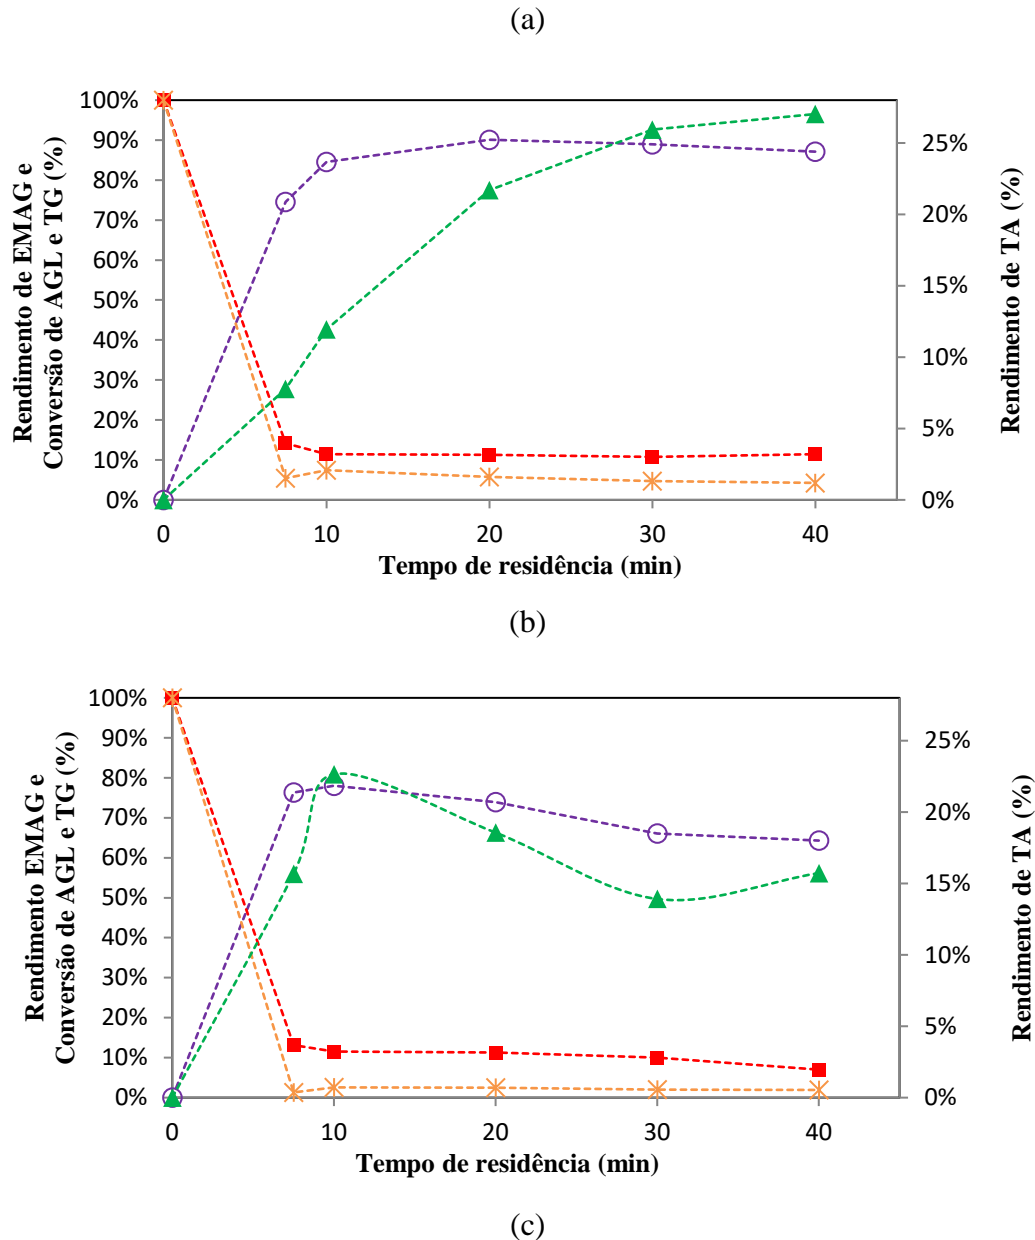 (a)
100%
90%
80%
70%
60%
50%
40%
30%
20%
10%
0%
25%
20%
15%
10%
5%
0%
0 10 20 30 40
Rendimento de EMAG e
Conversão de AGL e TG (%)
Rendimento de TA (%)
Tempo de residência (min)
(b)
100%
90%
80%
70%
60%
50%
40%
30%
20%
10%
0%
25%
20%
15%
10%
5%
0%
0 10 20 30 40
Rendimento EMAG e
Conversão de AGL e TG (%)
Rendimento de TA (%)
Tempo de residência (min)
(c)